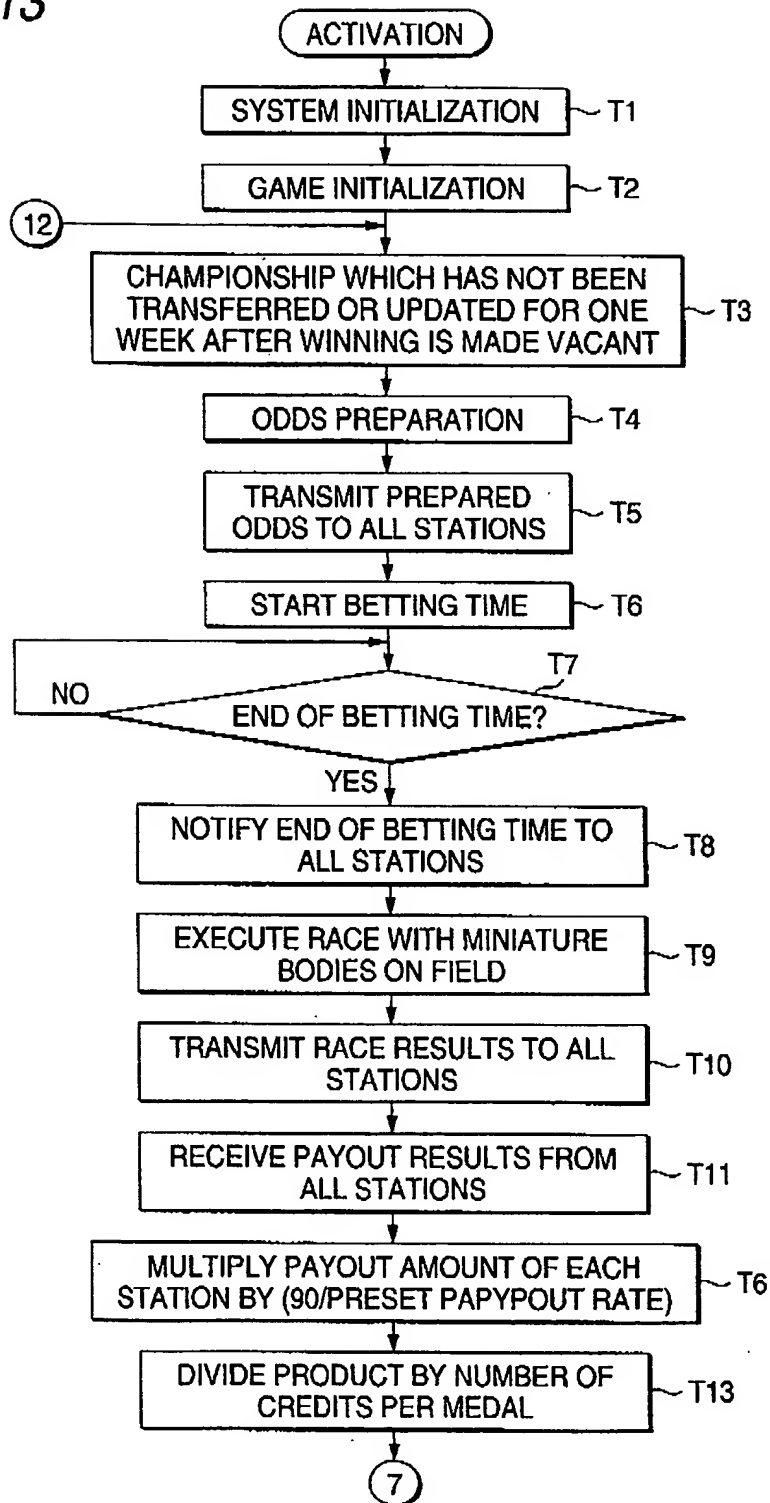 13
ACTIVATION
SYSTEM INITIALIZATION
T1
GAME INITIALIZATION
T2
12
CHAMPIONSHIP WHICH HAS NOT BEEN
TRANSFERRED OR UPDATED FOR ONE
WEEK AFTER WINNING IS MADE VACANT
T3
ODDS PREPARATION
T4
TRANSMIT PREPARED
ODDS TO ALL STATIONS
T5
START BETTING TIME
T6
T7
NO
END OF BETTING TIME?
YES
NOTIFY END OF BETTING TIME TO
ALL STATIONS
T8
EXECUTE RACE WITH MINIATURE
BODIES ON FIELD
T9
TRANSMIT RACE RESULTS TO ALL
STATIONS
T10
RECEIVE PAYOUT RESULTS FROM
ALL STATIONS
T11
MULTIPLY PAYOUT AMOUNT OF EACH
STATION BY (90/PRESET PAPYPOUT RATE)
T6
DIVIDE PRODUCT BY NUMBER OF
CREDITS PER MEDAL
T13
7